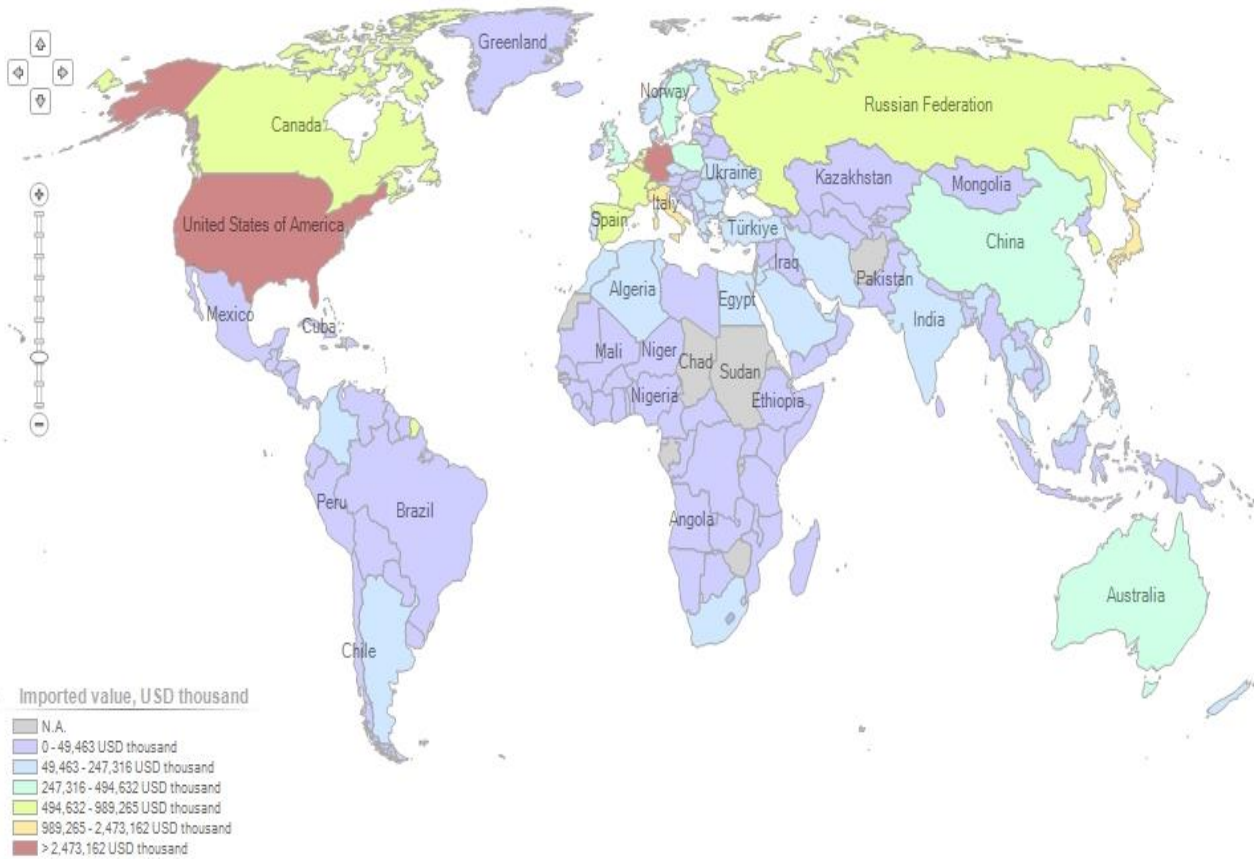 Greenland
Norway
Russian Federation
Canada
Ukraine
Kazakhstan
Mongolia
United States of America
Italy
Spain
Türkiye
China
Iraq
Pakistan
Algeria
Egypt
Mexico
India
Cuba
Mali
Niger
Chad
Sudan
Nigeria
Ethiopia
Peru
Brazil
Angola
Australia
Chile
Imported value, USD thousand
N.A.
0 - 49,463 USD thousand
49,463 - 247,316 USD thousand
247,316 - 494,632 USD thousand
494,632 - 989,265 USD thousand
989,265 - 2,473,162 USD thousand
> 2,473,162 USD thousand